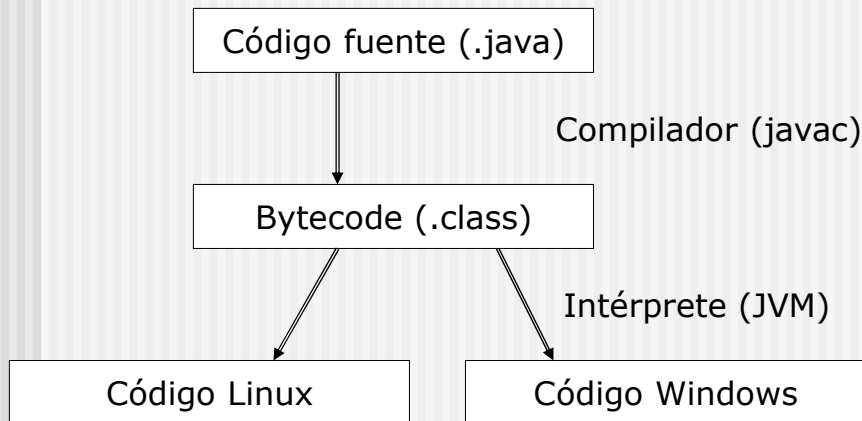 Código fuente (.java)
Compilador (javac)
Bytecode (.class)
Intérprete (JVM)
Código Linux
Código Windows